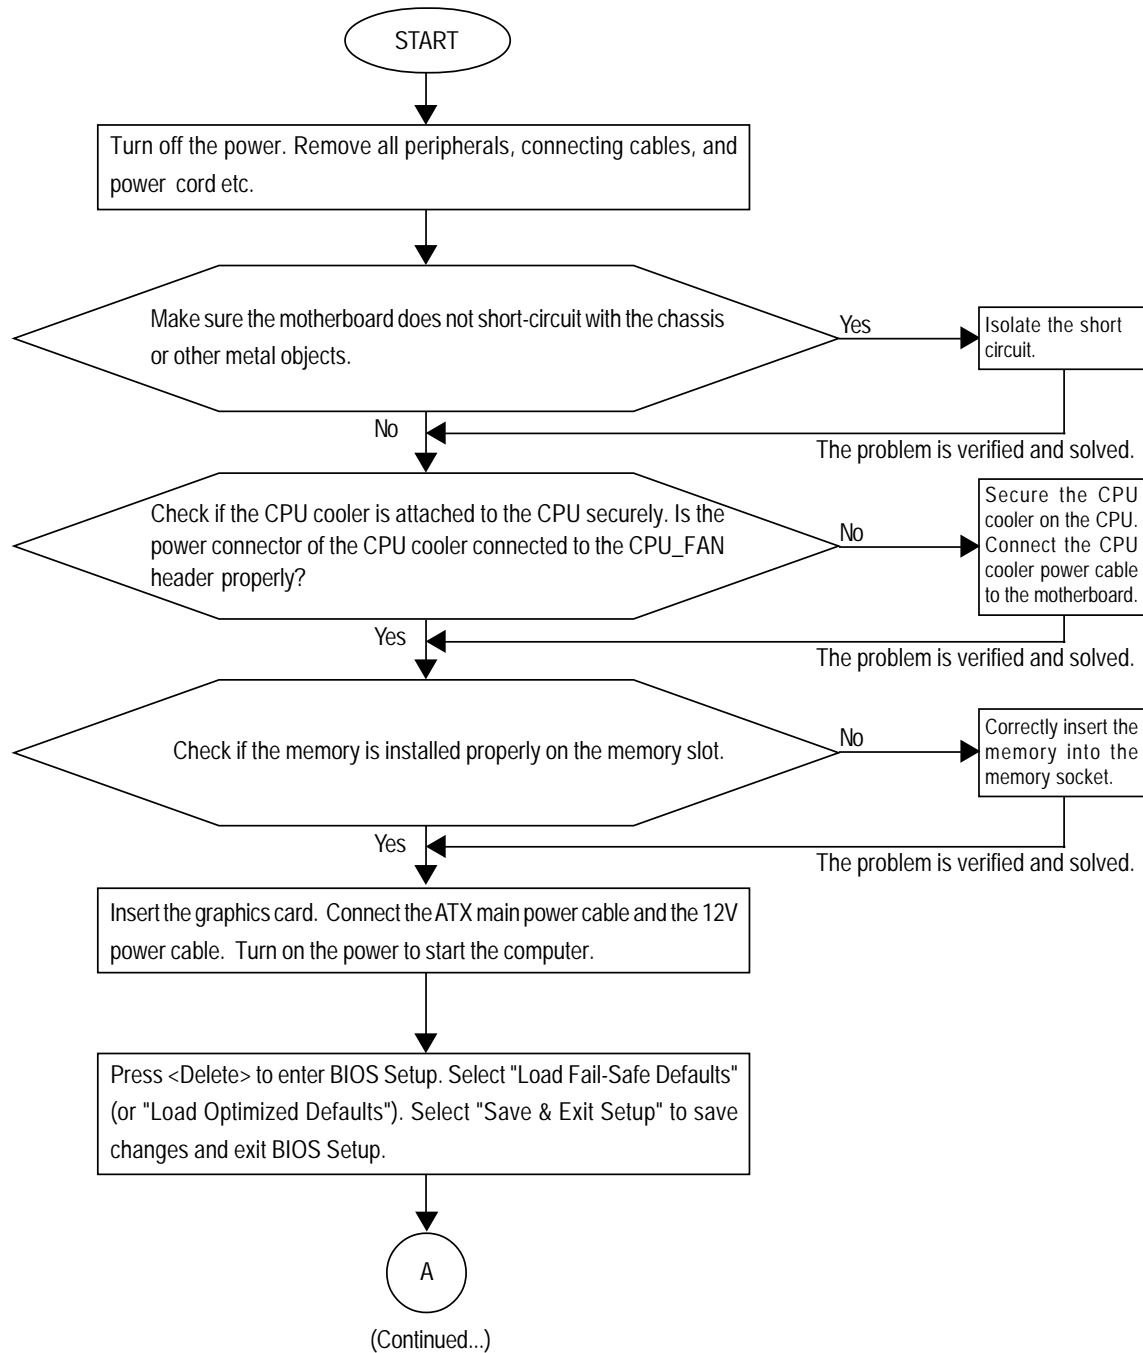 START
Turn off the power. Remove all peripherals, connecting cables, and
power cord etc.
Make sure the motherboard does not short-circuit with the chassis
or other metal objects.
Yes
Isolate the short
circuit.
No
The problem is verified and solved.
Check if the CPU cooler is attached to the CPU securely. Is the
power connector of the CPU cooler connected to the CPU_FAN
header properly?
No
Secure the CPU
cooler on the CPU.
Connect the CPU
cooler power cable
to the motherboard.
Yes
The problem is verified and solved.
Check if the memory is installed properly on the memory slot.
No
Correctly insert the
memory into the
memory socket.
Yes
The problem is verified and solved.
Insert the graphics card. Connect the ATX main power cable and the 12V
power cable. Turn on the power to start the computer.
Press <Delete> to enter BIOS Setup. Select "Load Fail-Safe Defaults"
(or "Load Optimized Defaults"). Select "Save & Exit Setup" to save
changes and exit BIOS Setup.
A
(Continued...)